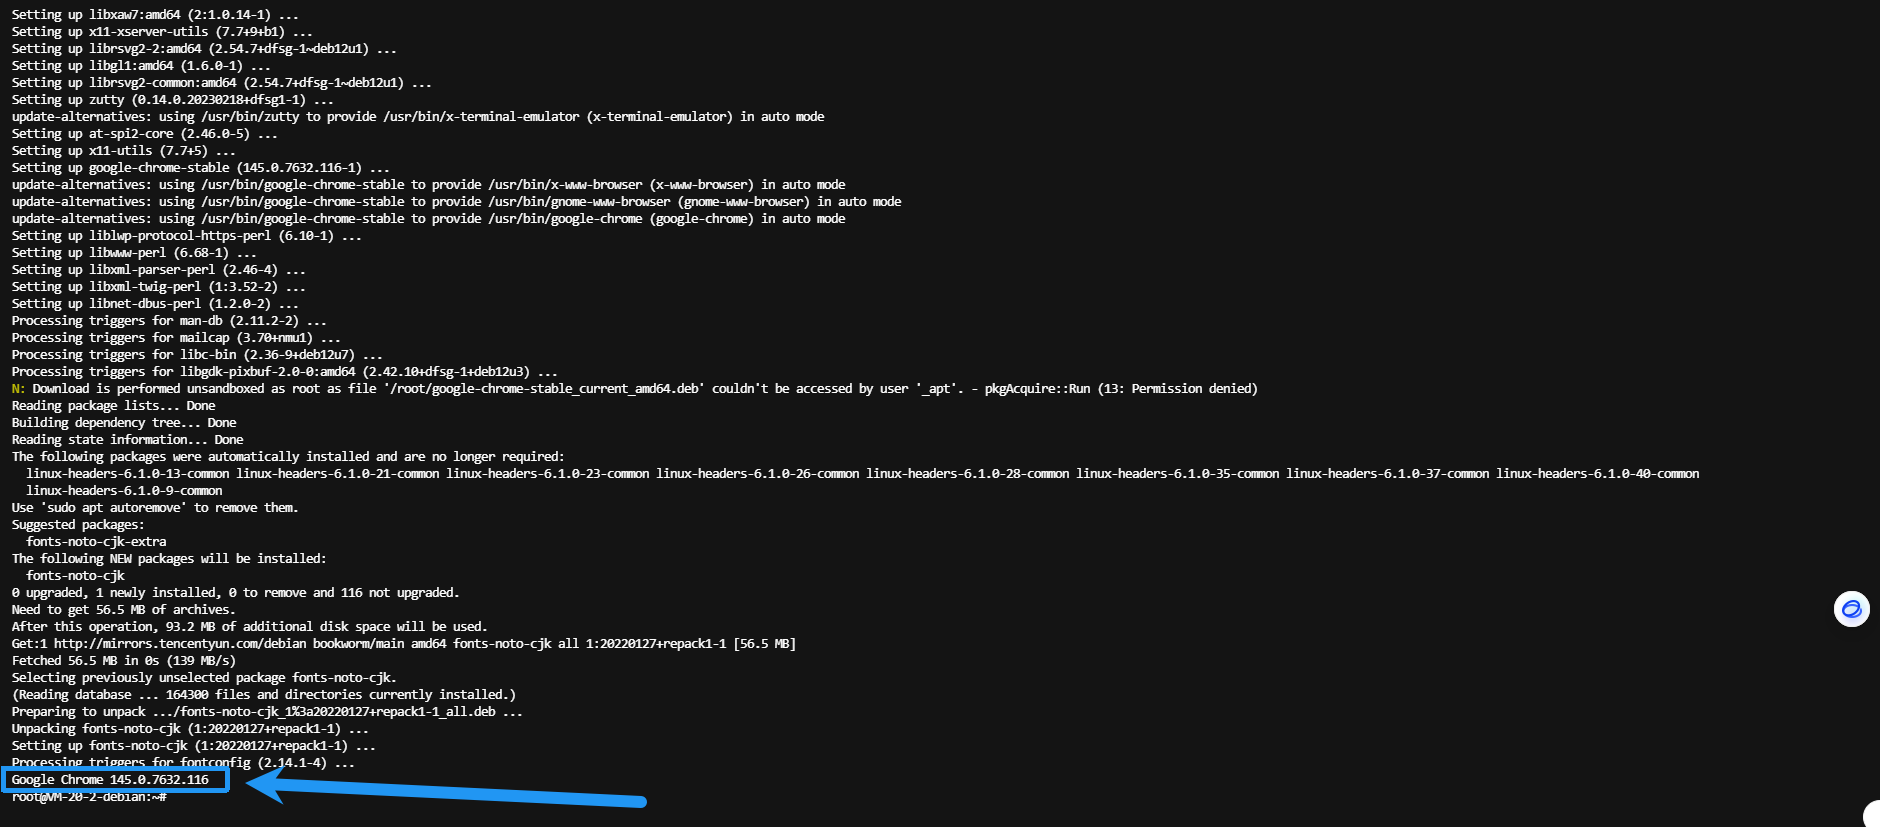 Setting up libxaw7:amd64 (2:1.0.14-1) ...
Setting up x11-xserver-utils (7.7+9+b1) ...
Setting up librsvg2-2:amd64 (2.54.7+dfsg-1~deb12u1) ...
Setting up libgl1:amd64 (1.6.0-1) ...
Setting up librsvg2-common:amd64 (2.54.7+dfsg-1~deb12u1) ...
Setting up zutty (0.14.0.20230218+dfsg1-1) ...
update-alternatives: using /usr/bin/zutty to provide /usr/bin/x-terminal-emulator (x-terminal-emulator) in auto mode
Setting up at-spi2-core (2.46.0-5) ...
Setting up x11-utils (7.7+5) ...
Setting up google-chrome-stable (145.0.7632.116-1) ...
update-alternatives: using /usr/bin/google-chrome-stable to provide /usr/bin/x-www-browser (x-www-browser) in auto mode
update-alternatives: using /usr/bin/google-chrome-stable to provide /usr/bin/gnome-www-browser (gnome-www-browser) in auto mode
update-alternatives: using /usr/bin/google-chrome-stable to provide /usr/bin/google-chrome (google-chrome) in auto mode
Setting up liblwp-protocol-https-perl (6.10-1) ...
Setting up libwww-perl (6.68-1) ...
Setting up libxml-parser-perl (2.46-4) ...
Setting up libxml-twig-perl (1:3.52-2) ...
Setting up libnet-dbus-perl (1.2.0-2) ...
Processing triggers for man-db (2.11.2-2) ...
Processing triggers for mailcap (3.70+nmu1) ...
Processing triggers for libc-bin (2.36-9+deb12u7) ...
Processing triggers for libgdk-pixbuf-2.0-0:amd64 (2.42.10+dfsg-1+deb12u3) ...
N: Download is performed unsandboxed as root as file '/root/google-chrome-stable_current_amd64.deb' couldn't be accessed by user '_apt'. - pkgAcquire::Run (13: Permission denied)
Reading package lists... Done
Building dependency tree... Done
Reading state information... Done
The following packages were automatically installed and are no longer required:
linux-headers-6.1.0-13-common linux-headers-6.1.0-21-common linux-headers-6.1.0-23-common linux-headers-6.1.0-26-common linux-headers-6.1.0-28-common linux-headers-6.1.0-35-common linux-headers-6.1.0-37-common linux-headers-6.1.0-40-common
linux-headers-6.1.0-9-common
Use 'sudo apt autoremove' to remove them.
Suggested packages:
fonts-noto-cjk-extra
The following NEW packages will be installed:
fonts-noto-cjk
0 upgraded, 1 newly installed, 0 to remove and 116 not upgraded.
Need to get 56.5 MB of archives.
After this operation, 93.2 MB of additional disk space will be used.
Get:1 http://mirrors.tencentyun.com/debian bookworm/main amd64 fonts-noto-cjk all 1:20220127+repack1-1 [56.5 MB]
Fetched 56.5 MB in 0s (139 MB/s)
Selecting previously unselected package fonts-noto-cjk.
(Reading database ... 164300 files and directories currently installed.)
Preparing to unpack .../fonts-noto-cjk_1%3a20220127+repack1-1_all.deb ...
Unpacking fonts-noto-cjk (1:20220127+repack1-1) ...
Setting up fonts-noto-cjk (1:20220127+repack1-1) ...
Processing triggers for fontconfig (2.14.1-4) ...
Google Chrome 145.0.7632.116
root@VM-20-2-debian:~#